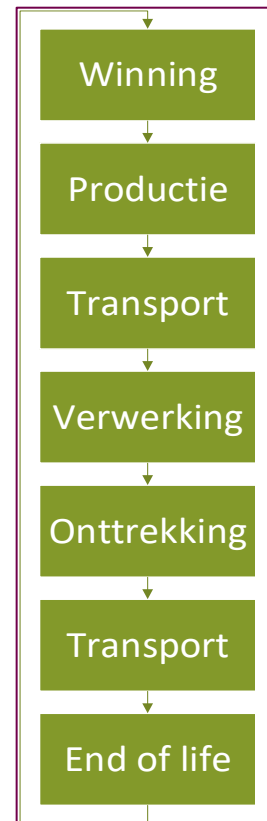 Winning
Productie
Transport
Verwerking
Onttrekking
Transport
End of life